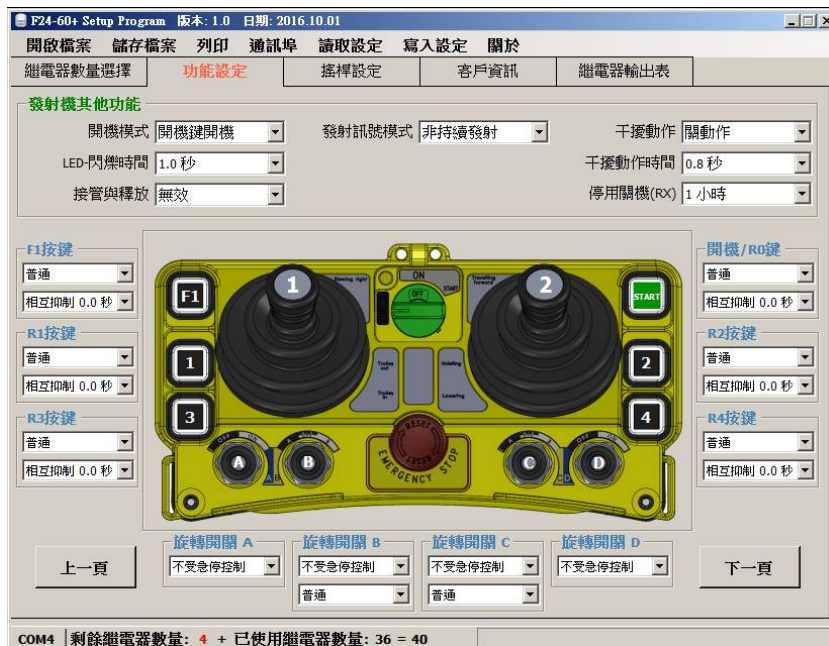 F24-60+ Setup Program 版本: 1.0 日期: 2016.10.01
開啟檔案 儲存檔案 列印 通訊埠 讀取設定 寫入設定 關於
繼電器數量選擇 功能設定 搖桿設定 客戶資訊 繼電器輸出表
發射機其他功能
開機模式 開機鍵開機 發射訊號模式 非持續發射 干擾動作 關動作
LED-閃爍時間 1.0 秒 干擾動作時間 0.8 秒
接管與釋放 無效 停用關機(RX) 1 小時
F1按鍵 開機/R0鍵
普通 普通
相互抑制 0.0 秒 相互抑制 0.0 秒
R1按鍵 R2按鍵
普通 普通
相互抑制 0.0 秒 相互抑制 0.0 秒
R3按鍵 R4按鍵
普通 普通
相互抑制 0.0 秒 相互抑制 0.0 秒
ON
OFF
START
Slewing right
Travelling forward
F1 1 2 START
1 2
Trolley out
Trolley in
Hoisting
Lowering
3 4
RESET
RESET
EMERGENCY STOP
OFF ON
A B C D
旋轉開關 A 旋轉開關 B 旋轉開關 C 旋轉開關 D
不受急停控制 不受急停控制 不受急停控制 不受急停控制
普通 普通
上一頁 下一頁
COM4 剩餘繼電器數量: 4 + 已使用繼電器數量: 36 = 40